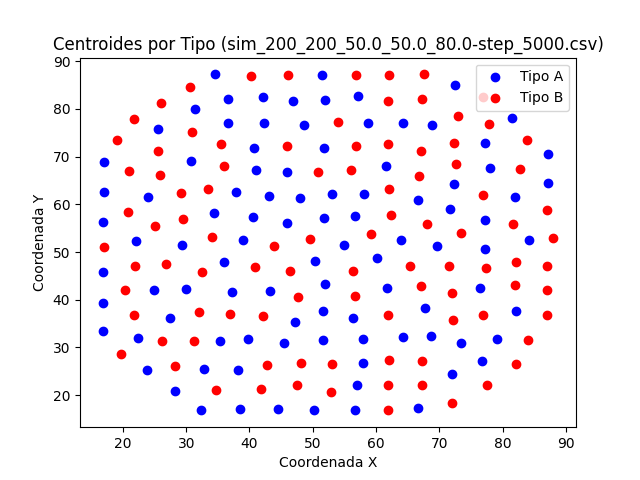 Centroides por Tipo (sim_200_200_50.0_50.0_80.0-step_5000.csv)
90
80
70
60
50
40
30
20
Coordenada Y
Tipo A
Tipo B
20 30 40 50 60 70 80 90
Coordenada X